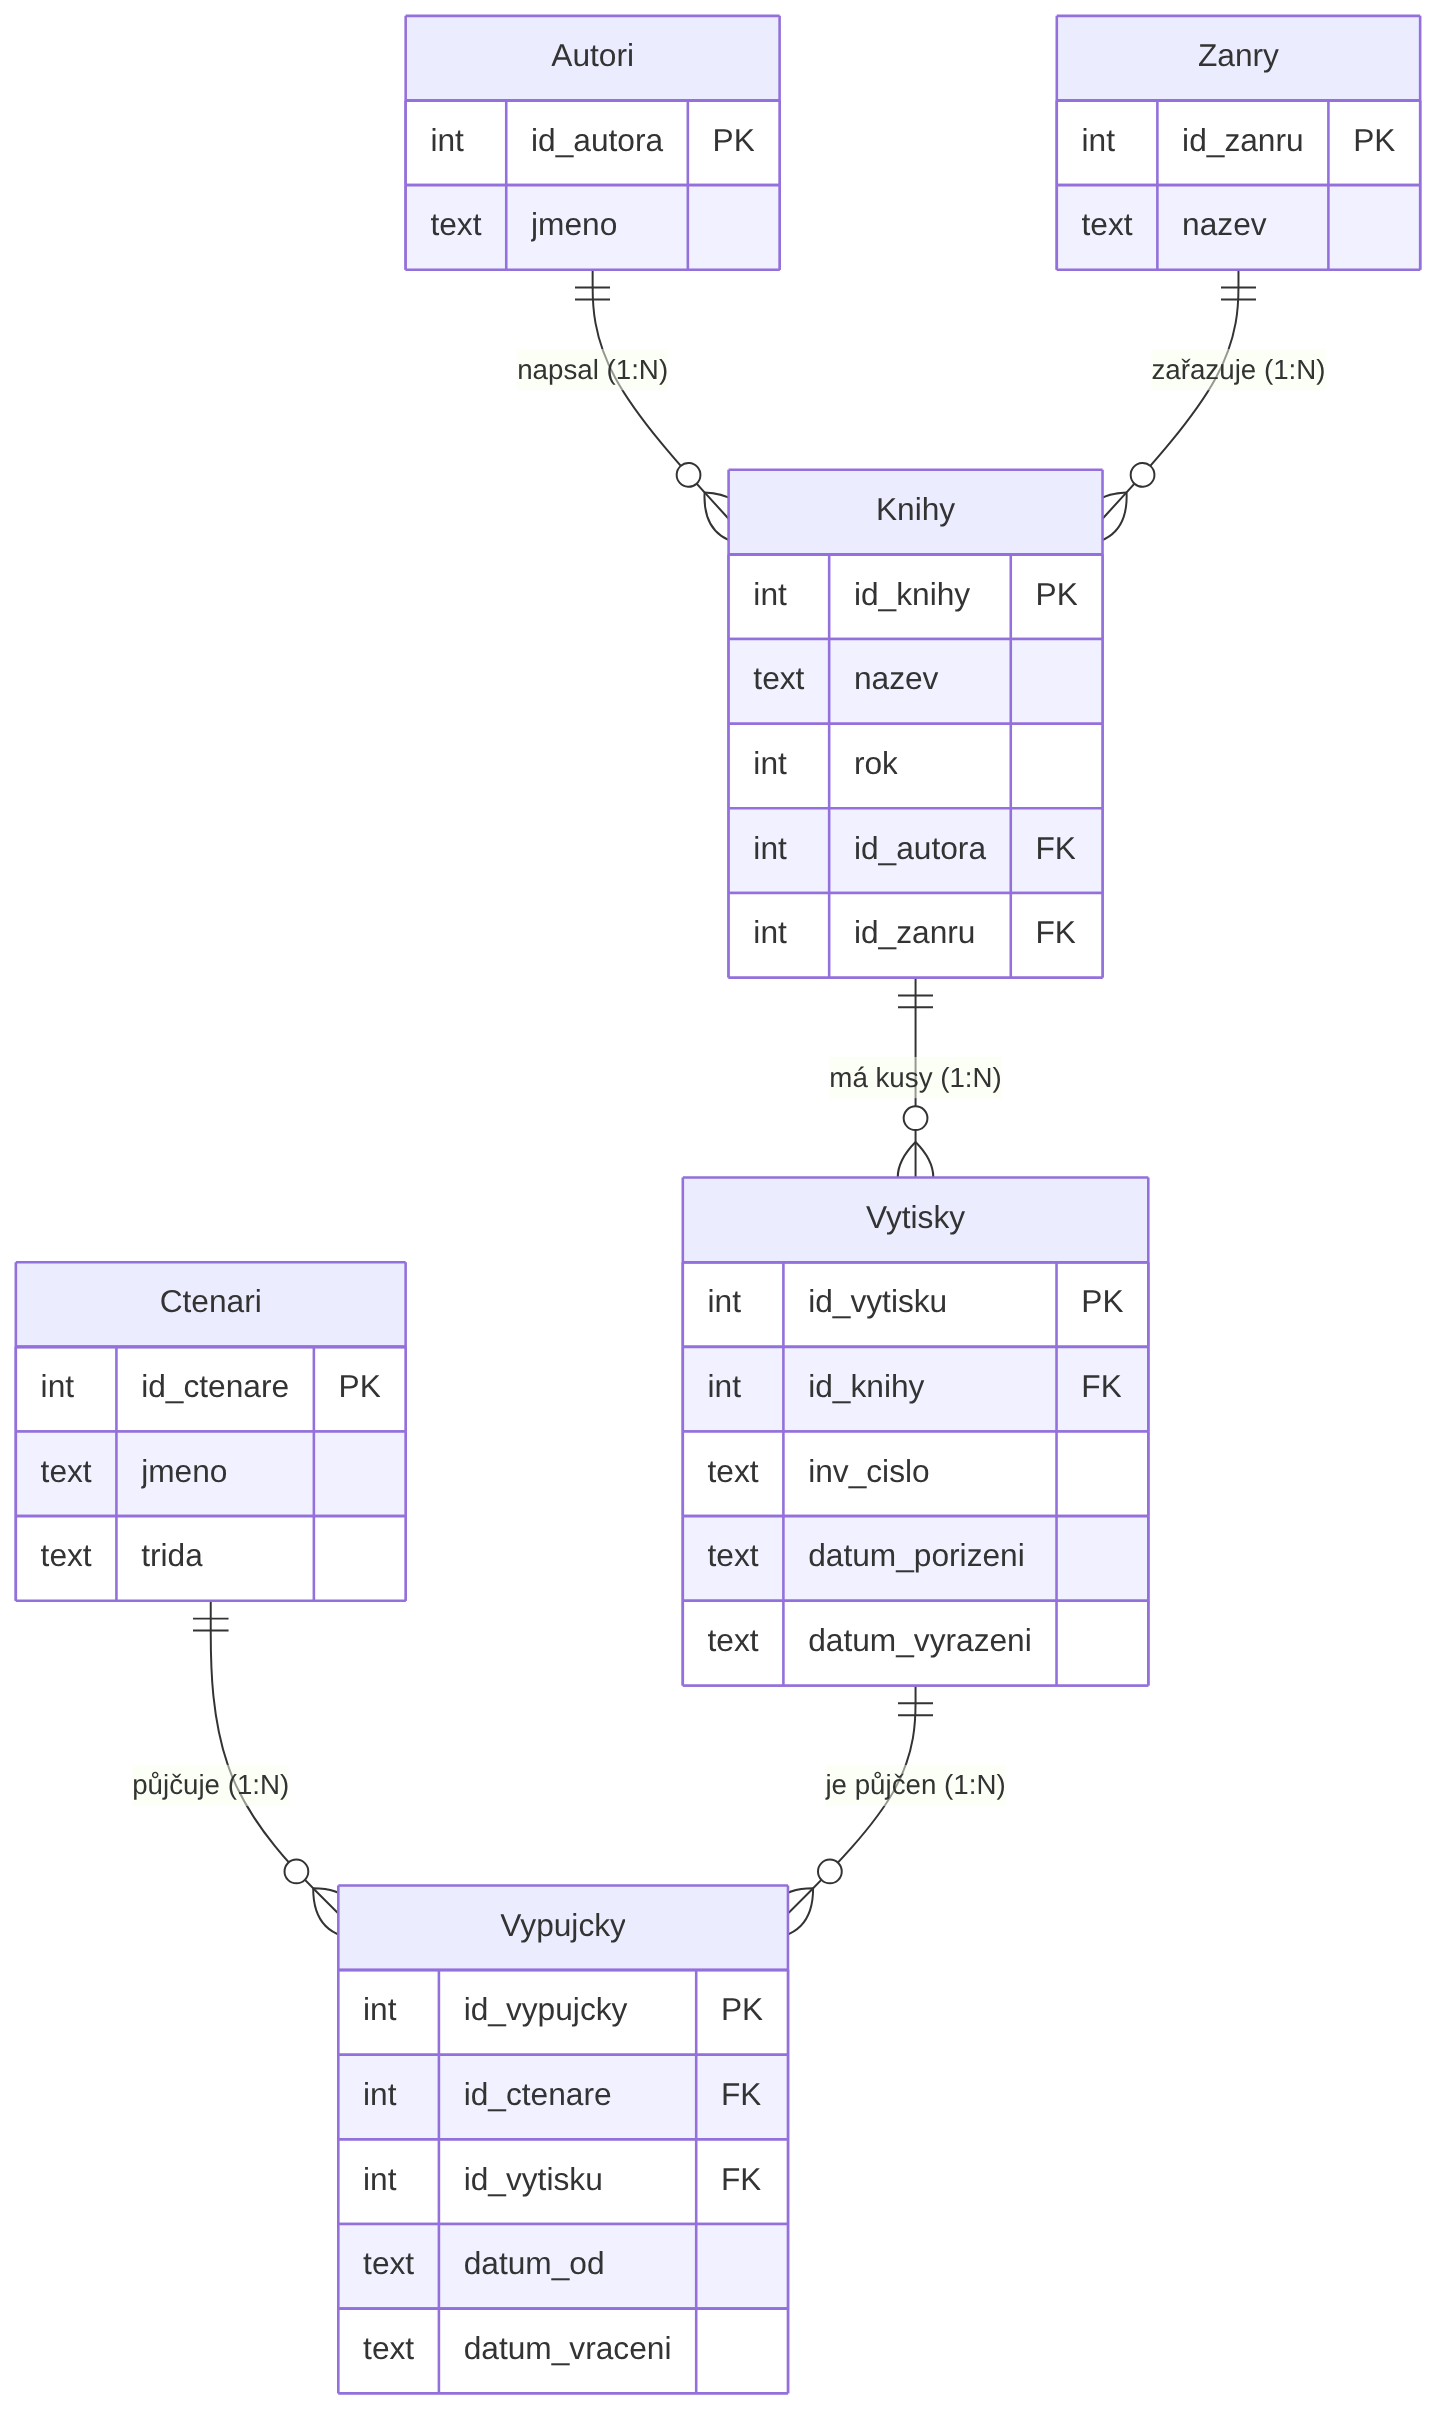 Autori
int id_autora PK
text jmeno
Zanry
int id_zanru PK
text nazev
napsal (1:N)
zařazuje (1:N)
Knihy
int id_knihy PK
text nazev
int rok
int id_autora FK
int id_zanru FK
má kusy (1:N)
Vytisky
int id_vytisku PK
int id_knihy FK
text inv_cislo
text datum_porizeni
text datum_vyrazeni
Ctenari
int id_ctenare PK
text jmeno
text trida
půjčuje (1:N)
je půjčen (1:N)
Vypujcky
int id_vypujcky PK
int id_ctenare FK
int id_vytisku FK
text datum_od
text datum_vraceni